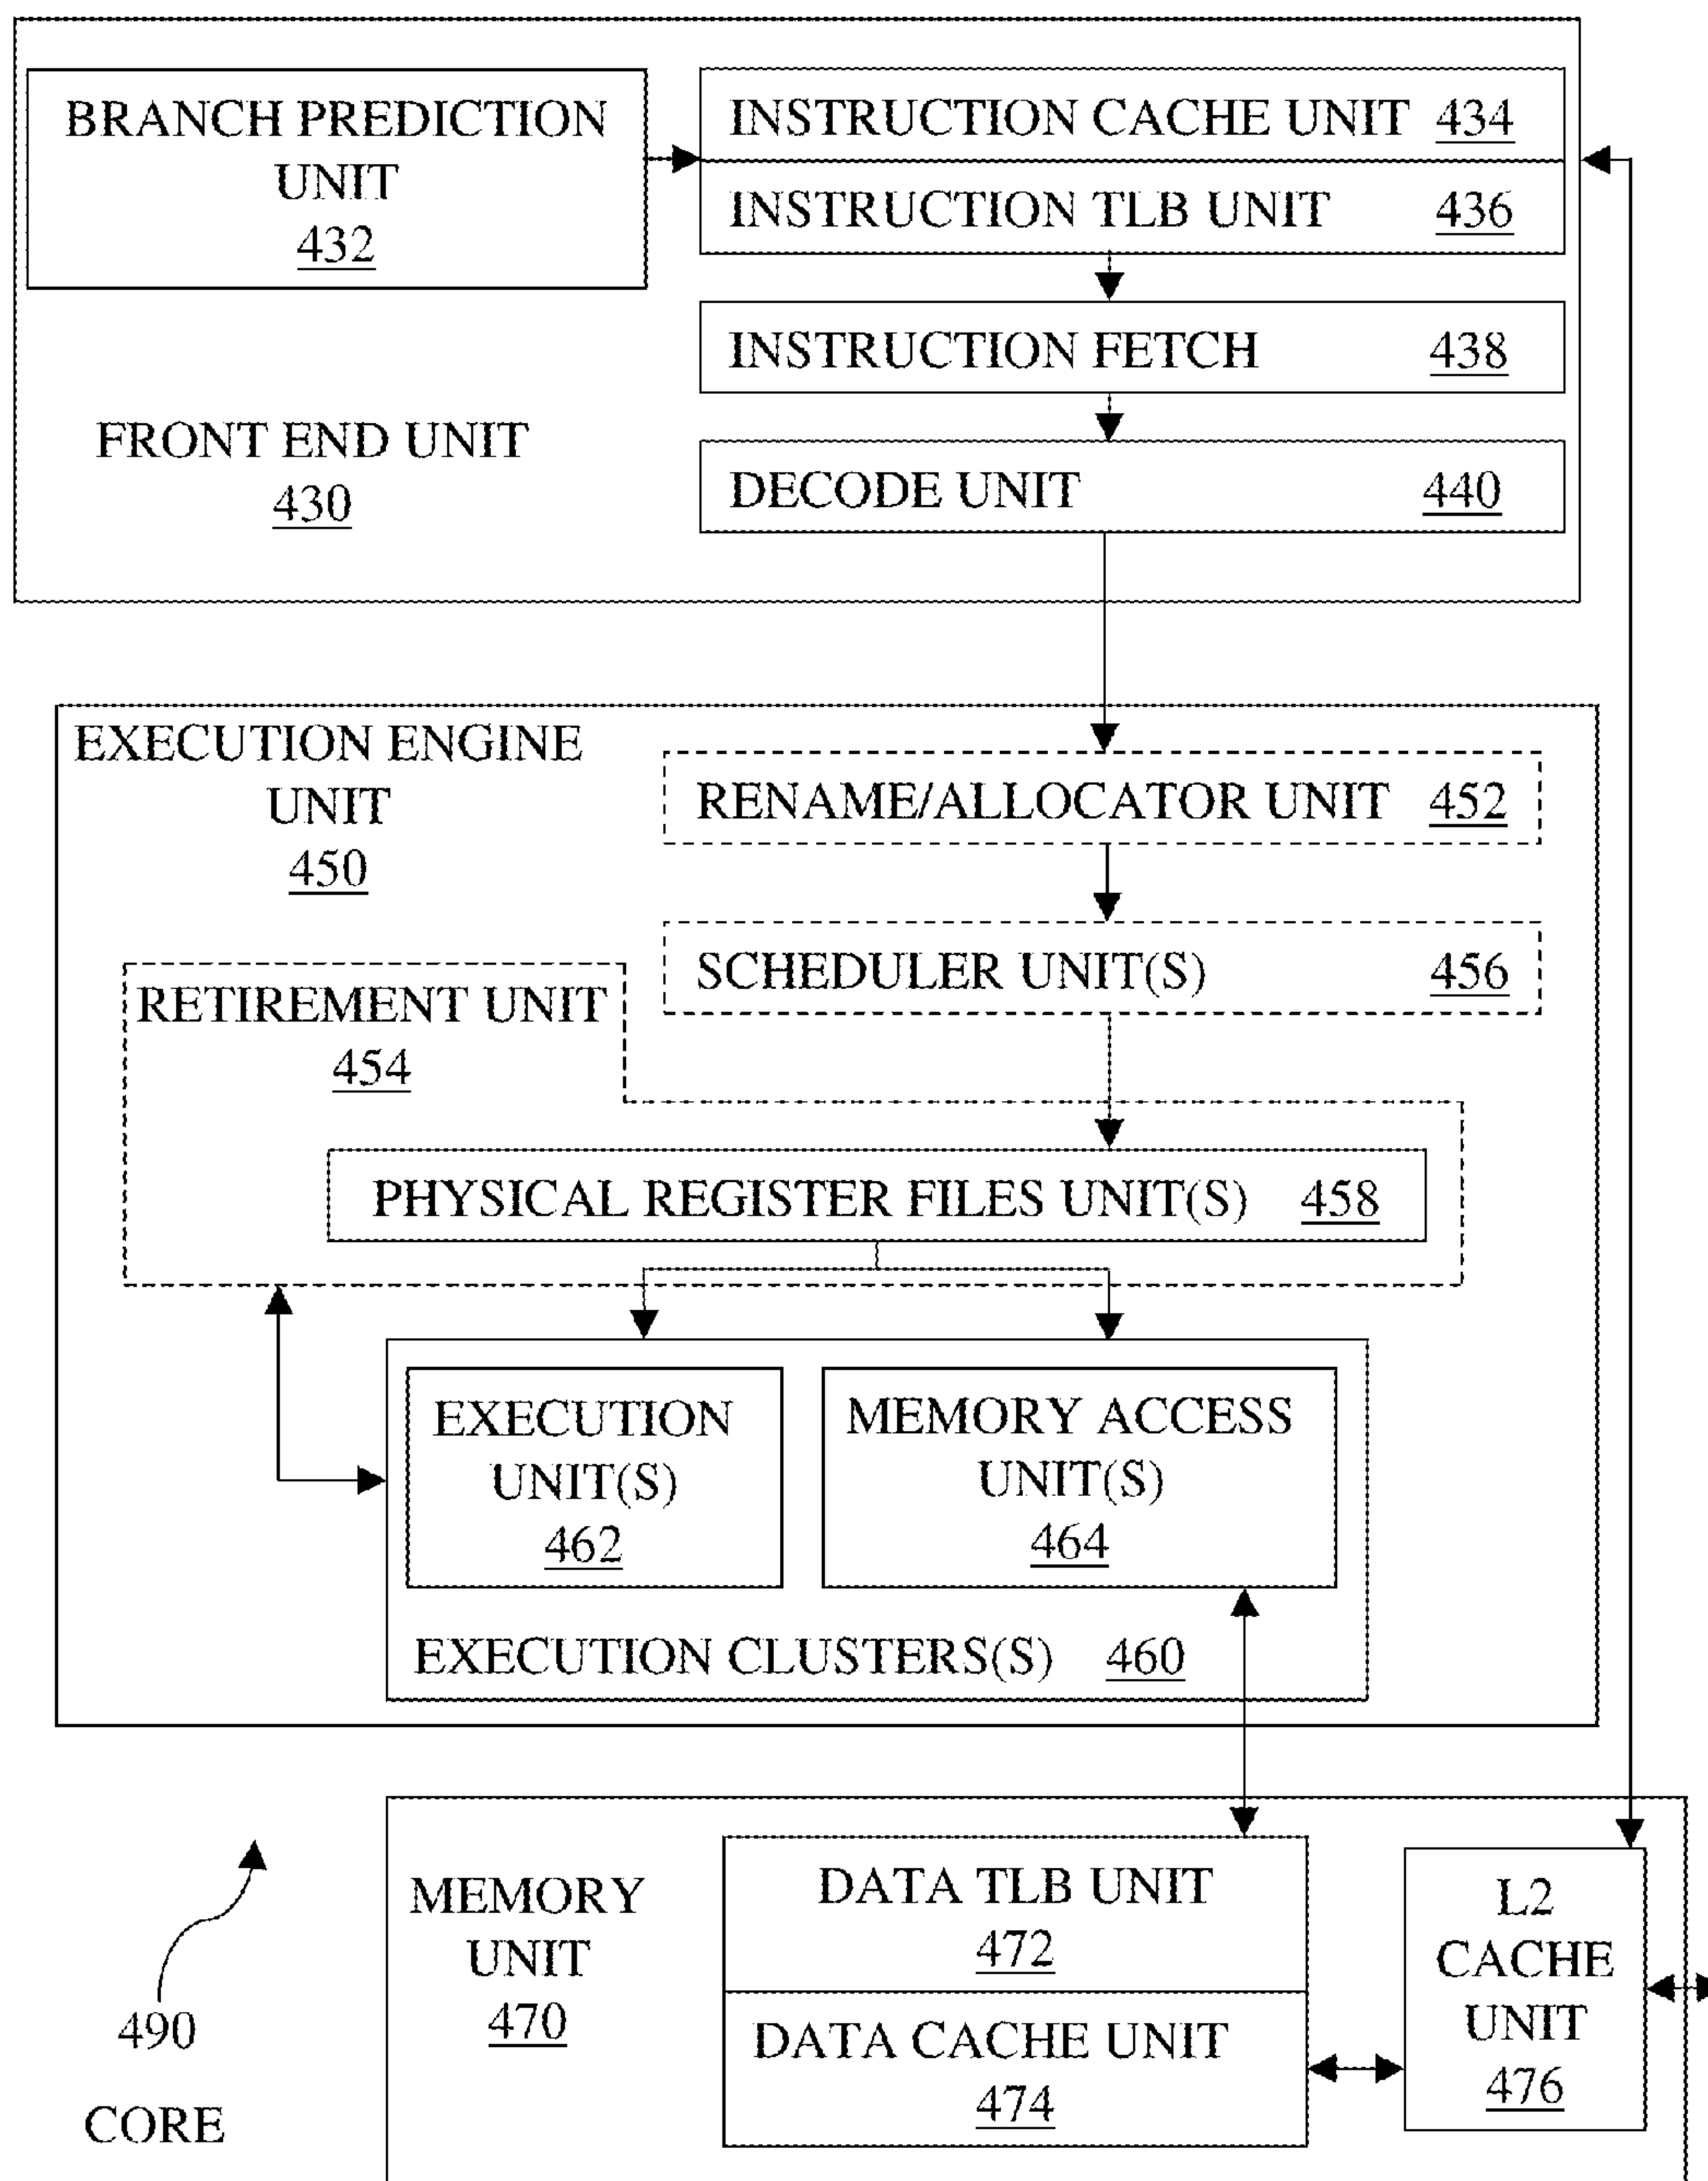 BRANCH PREDICTION
UNIT
432
INSTRUCTION CACHE UNIT 434
INSTRUCTION TLB UNIT 436
INSTRUCTION FETCH 438
FRONT END UNIT
430
DECODE UNIT 440
EXECUTION ENGINE
UNIT
450
RENAME/ALLOCATOR UNIT 452
SCHEDULER UNIT(S) 456
RETIREMENT UNIT
454
PHYSICAL REGISTER FILES UNIT(S) 458
EXECUTION
UNIT(S)
462
MEMORY ACCESS
UNIT(S)
464
EXECUTION CLUSTERS(S) 460
MEMORY
UNIT
470
DATA TLB UNIT
472
DATA CACHE UNIT
474
L2
CACHE
UNIT
476
490
CORE